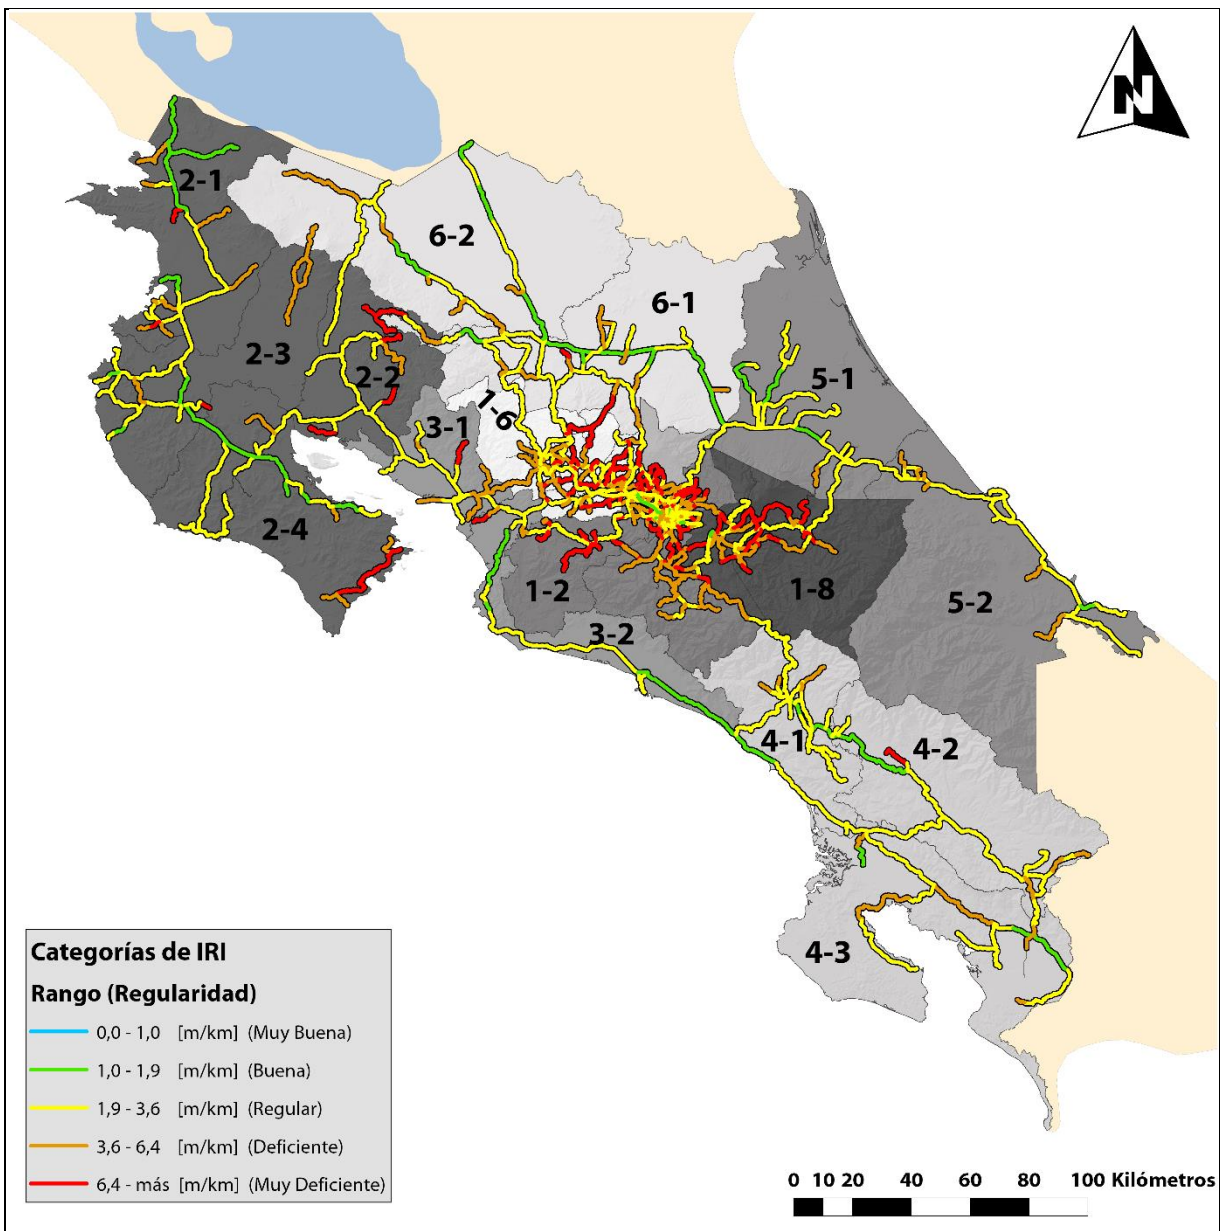 N
2-1
6-2
6-1
2-3
2-2
5-1
1-6
3-1
2-4
1-2
1-8
5-2
3-2
4-1
4-2
4-3
Categorías de IRI
Rango (Regularidad)
0,0 - 1,0 [m/km] (Muy Buena)
1,0 - 1,9 [m/km] (Buena)
1,9 - 3,6 [m/km] (Regular)
3,6 - 6,4 [m/km] (Deficiente)
6,4 - más [m/km] (Muy Deficiente)
0 10 20 40 60 80 100 Kilómetros